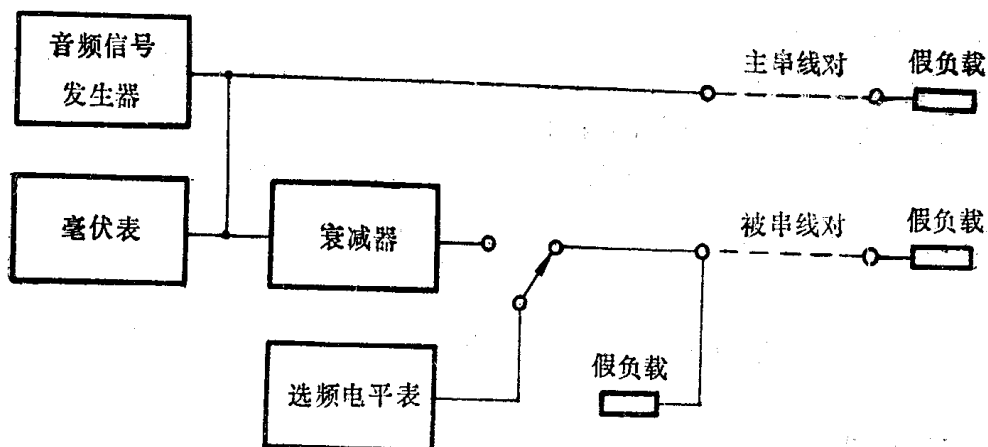 音频信号
发生器
主串线对
假负载
毫伏表
衰减器
被串线对
假负载
选频电平表
假负载